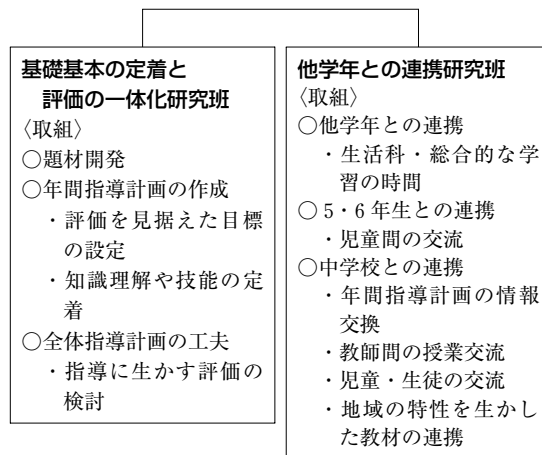 基礎基本の定着と
評価の一体化研究班
〈取組〉
○題材開発
○年間指導計画の作成
・評価を見据えた目標
の設定
・知識理解や技能の定
着
○全体指導計画の工夫
・指導に生かす評価の
検討
他学年との連携研究班
〈取組〉
○他学年との連携
・生活科・総合的な学
習の時間
○5・6年生との連携
・児童間の交流
○中学校との連携
・年間指導計画の情報
交換
・教師間の授業交流
・児童・生徒の交流
・地域の特性を生かし
た教材の連携